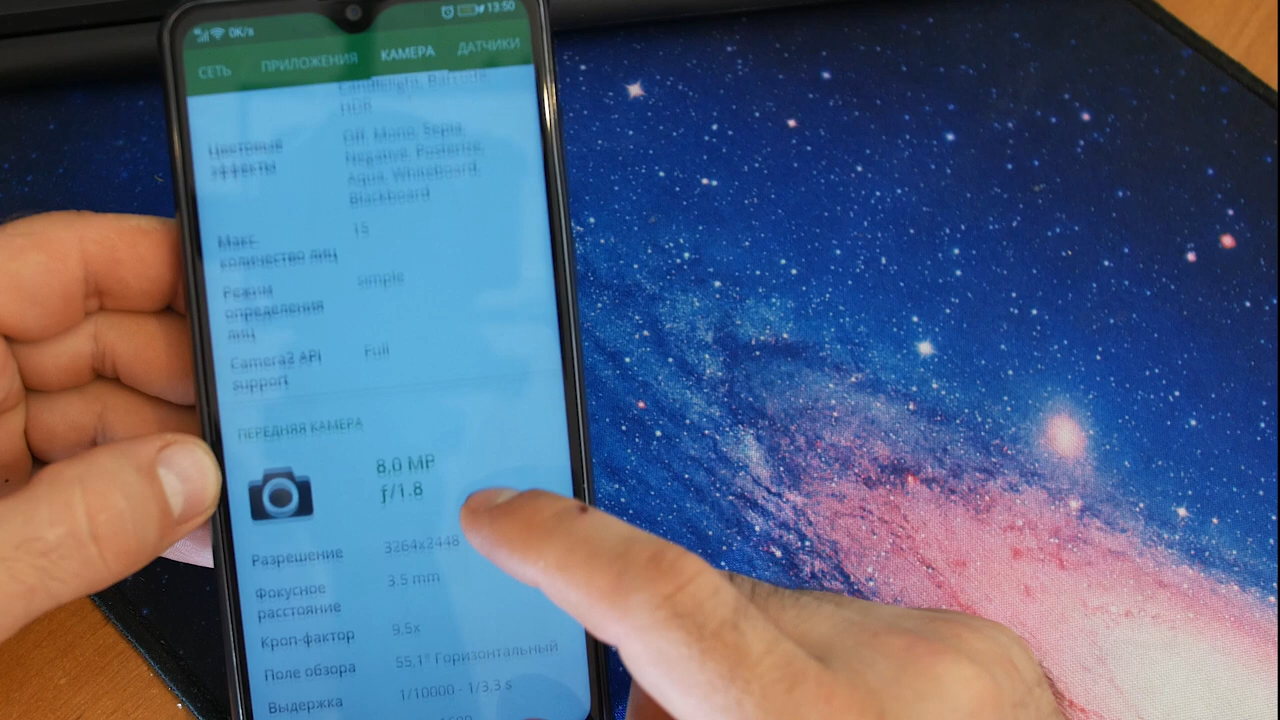 4G 0K/s 13:50
СЕТЬ ПРИЛОЖЕНИЯ КАМЕРА ДАТЧИКИ
Candlelight, Barcode,
HDR
Цветовые эффекты
Off, Mono, Sepia,
Negative, Posterize,
Aqua, Whiteboard,
Blackboard
Макс. 15
количество лиц
Режим simple
определения
лиц
Camera2 API Full
support
ПЕРЕДНЯЯ КАМЕРА
8,0 MP
ƒ/1.8
Разрешение 3264x2448
Фокусное 3.5 mm
расстояние
Кроп-фактор 9,5x
Поле обзора 55,1° Горизонтальный
Выдержка 1/10000 - 1/3,3 s